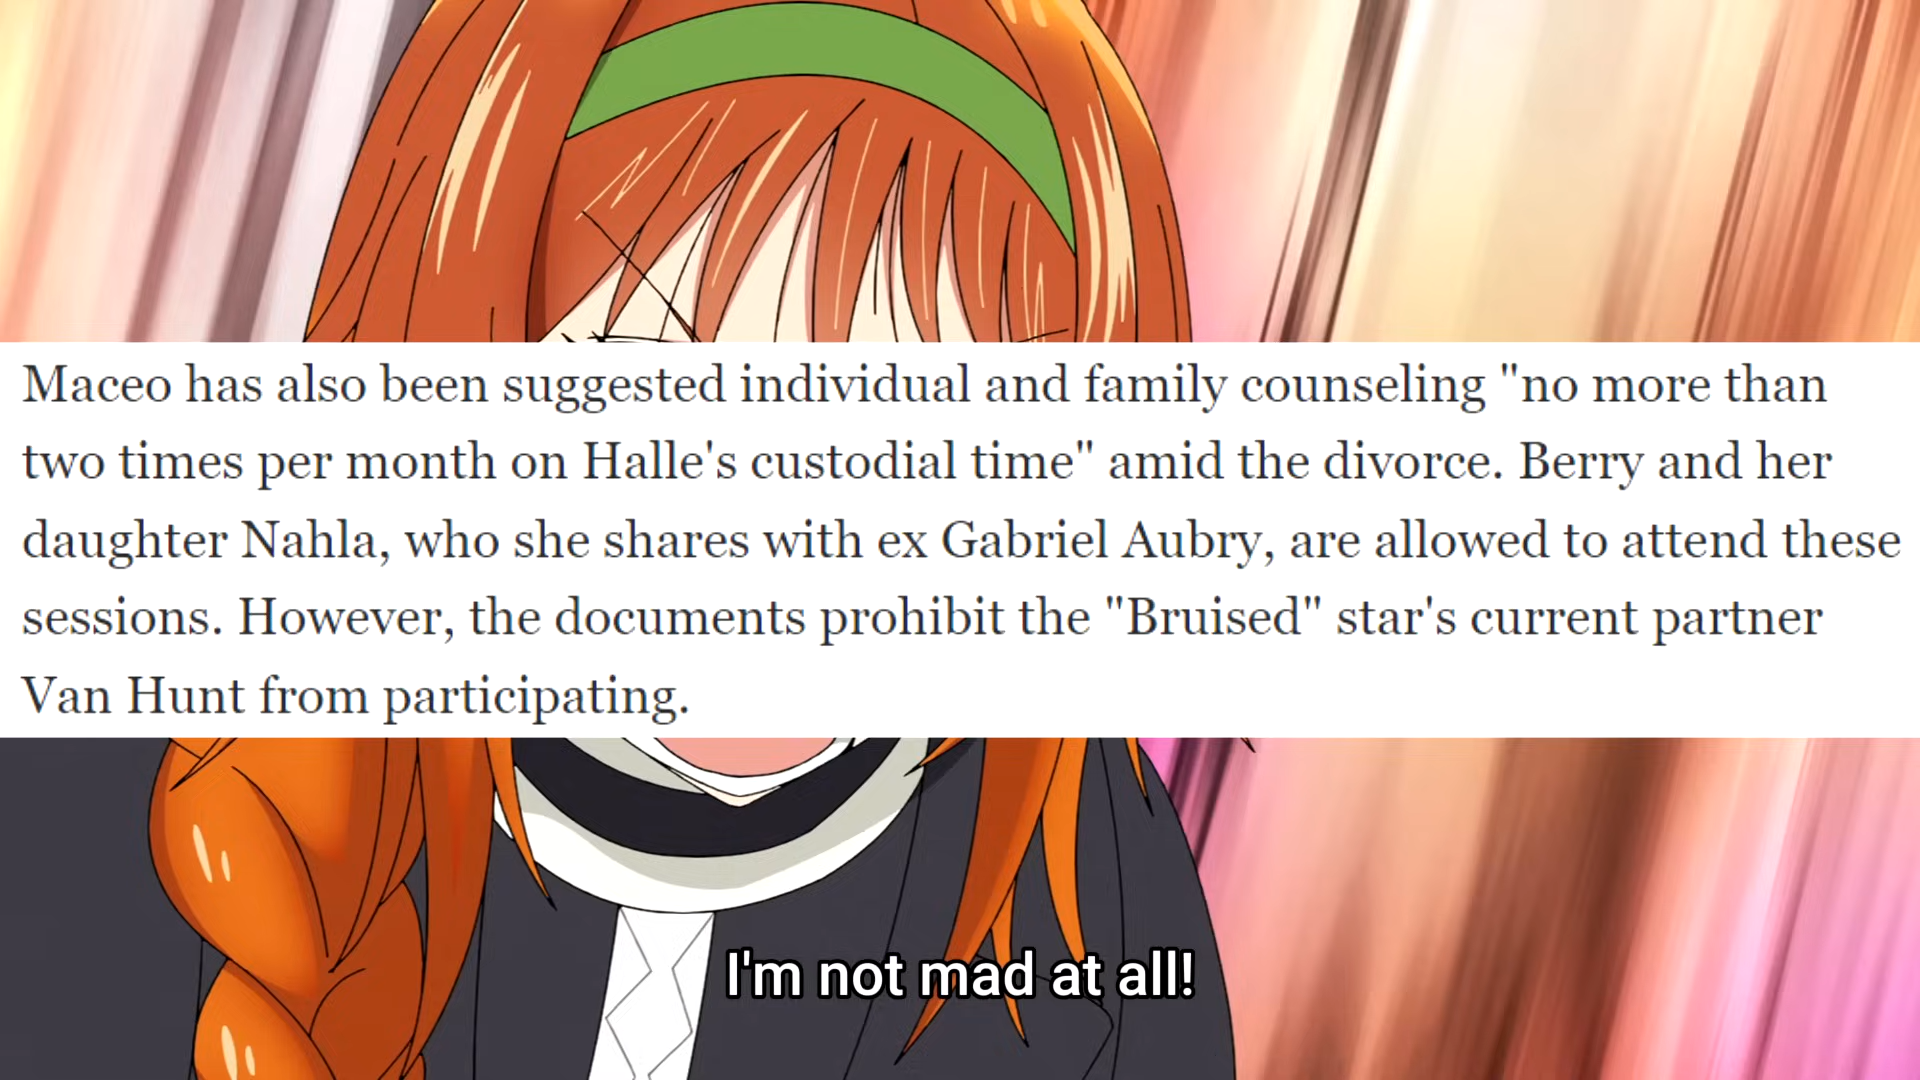 Maceo has also been suggested individual and family counseling "no more than
two times per month on Halle's custodial time" amid the divorce. Berry and her
daughter Nahla, who she shares with ex Gabriel Aubry, are allowed to attend these
sessions. However, the documents prohibit the "Bruised" star's current partner
Van Hunt from participating.
I'm not mad at all!